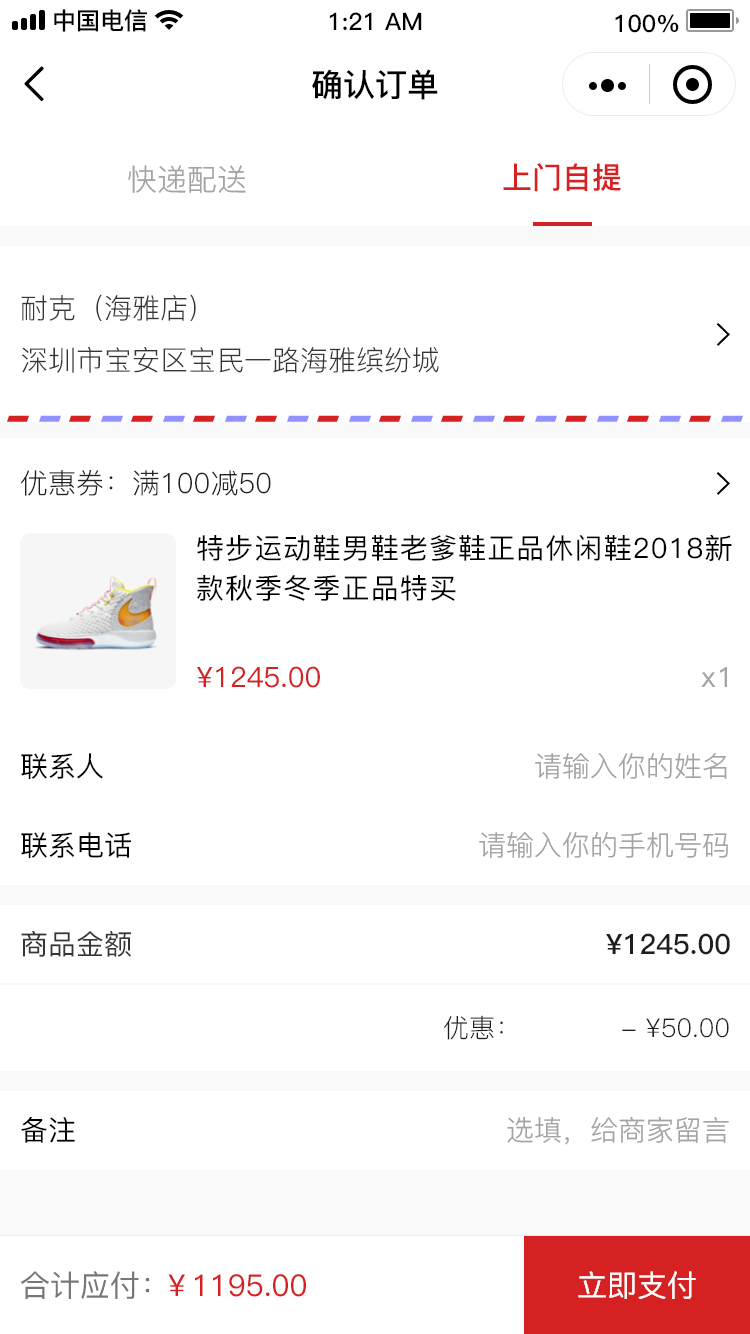 中国电信
1:21 AM
100%
确认订单
快递配送
上门自提
耐克（海雅店）
深圳市宝安区宝民一路海雅缤纷城
优惠券：满100减50
特步运动鞋男鞋老爹鞋正品休闲鞋2018新
款秋季冬季正品特买
¥1245.00
x1
联系人
请输入你的姓名
联系电话
请输入你的手机号码
商品金额
¥1245.00
优惠：
– ¥50.00
备注
选填，给商家留言
合计应付：¥ 1195.00
立即支付